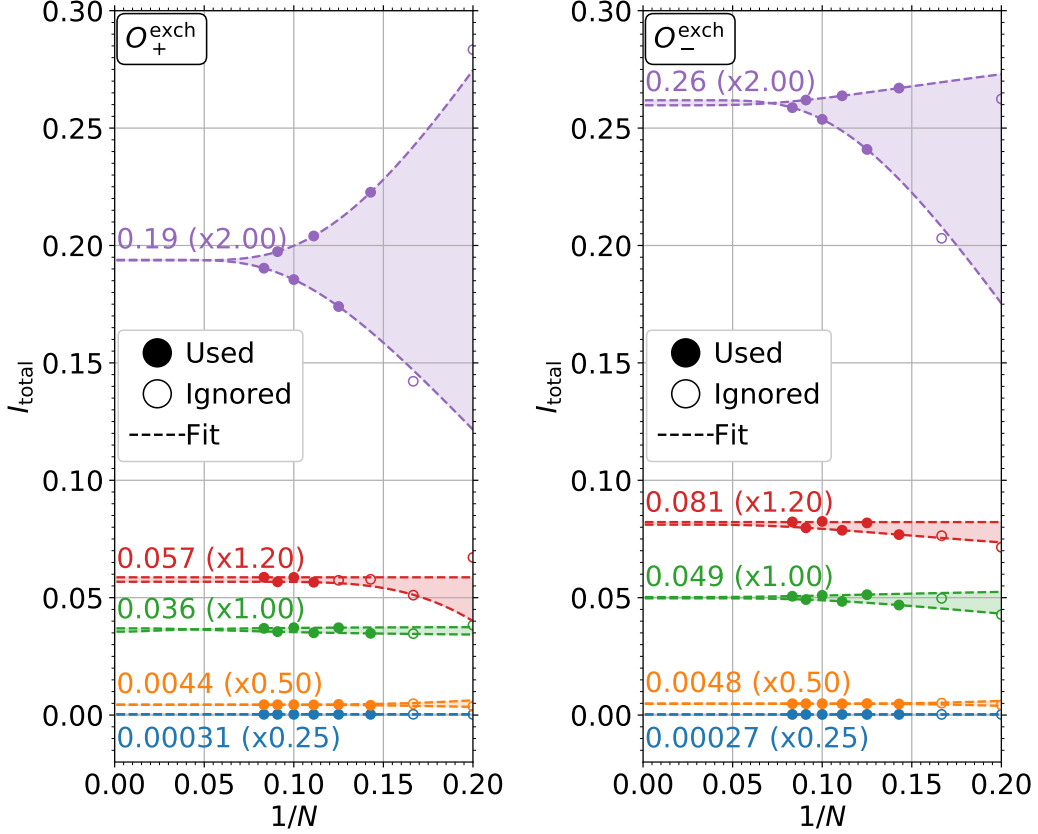 O₊ᵉˣᶜʰ
0.30
0.25
0.20
0.15
0.10
0.05
0.00
I_total
0.19 (x2.00)
Used
Ignored
Fit
0.057 (x1.20)
0.036 (x1.00)
0.0044 (x0.50)
0.00031 (x0.25)
0.00 0.05 0.10 0.15 0.20
1/N
O₋ᵉˣᶜʰ
0.30
0.25
0.20
0.15
0.10
0.05
0.00
I_total
0.26 (x2.00)
Used
Ignored
Fit
0.081 (x1.20)
0.049 (x1.00)
0.0048 (x0.50)
0.00027 (x0.25)
0.00 0.05 0.10 0.15 0.20
1/N